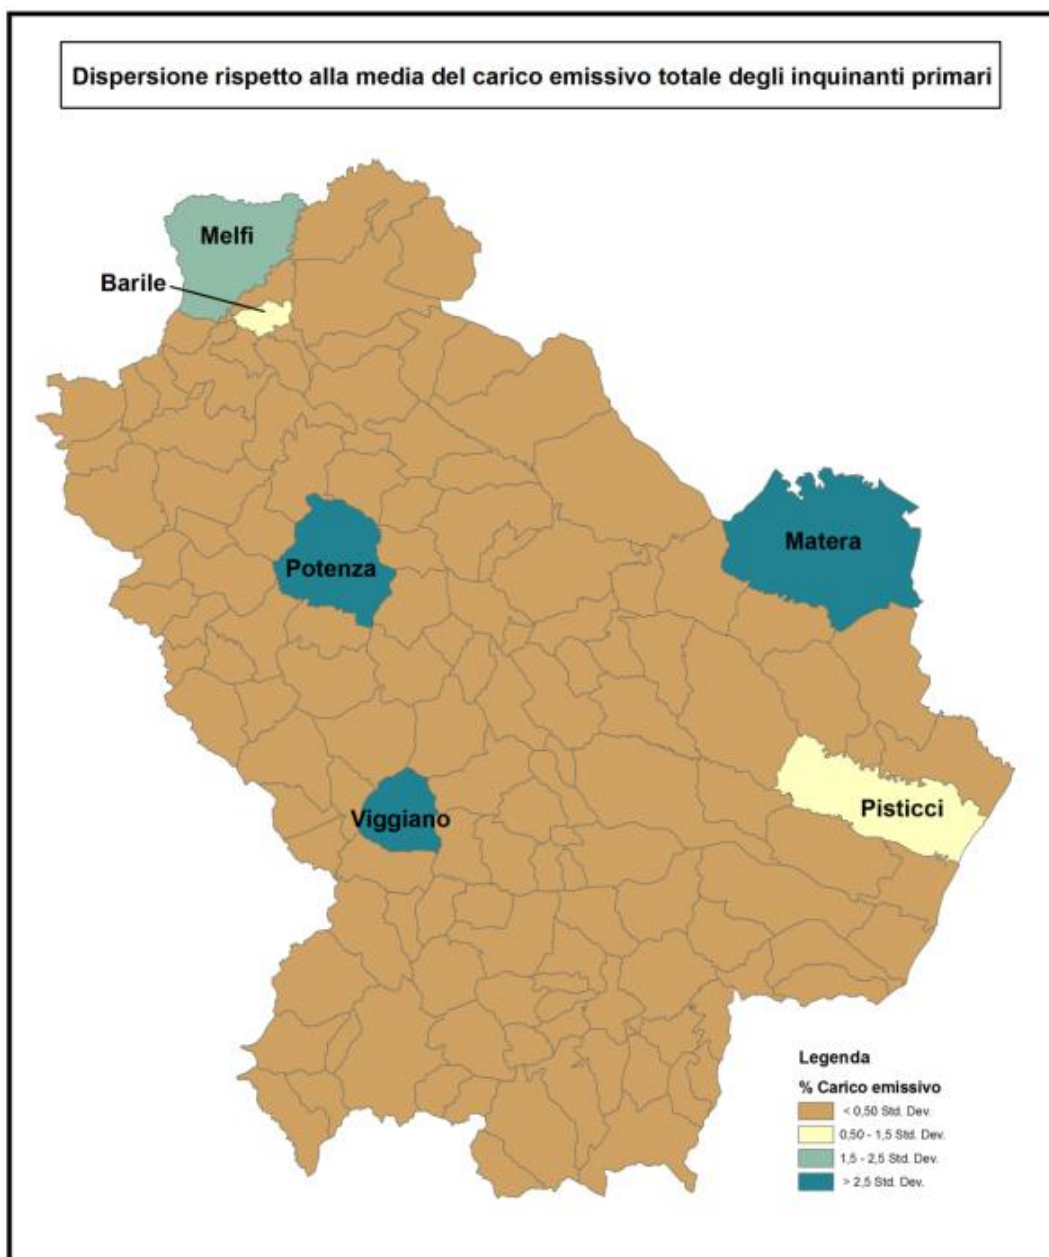 Dispersione rispetto alla media del carico emissivo totale degli inquinanti primari
Melfi
Barile
Matera
Potenza
Pisticci
Viggiano
Legenda
% Carico emissivo
< 0,50 Std. Dev.
0,50 - 1,5 Std. Dev.
1,5 - 2,5 Std. Dev.
> 2,5 Std. Dev.